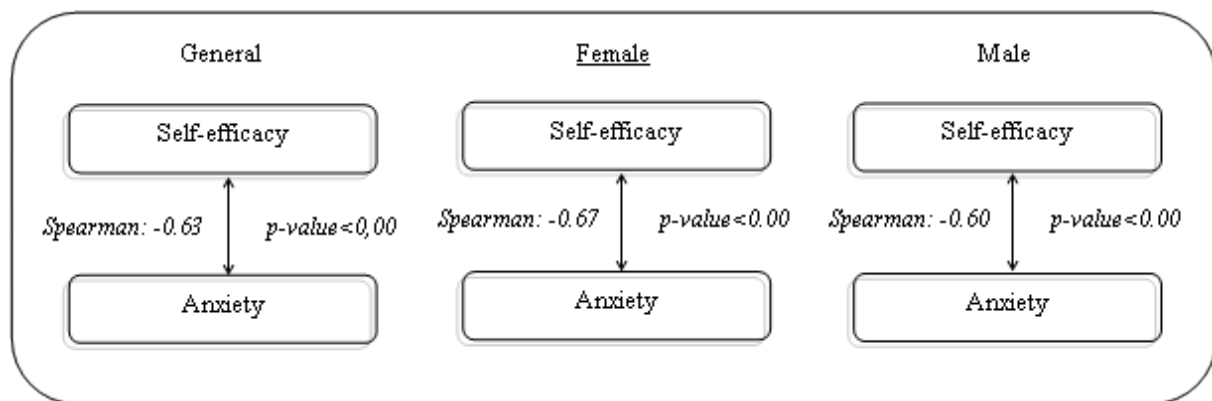 General
Female
Male
Self-efficacy
Self-efficacy
Self-efficacy
Spearman: -0.63
p-value<0,00
Spearman: -0.67
p-value<0.00
Spearman: -0.60
p-value<0.00
Anxiety
Anxiety
Anxiety